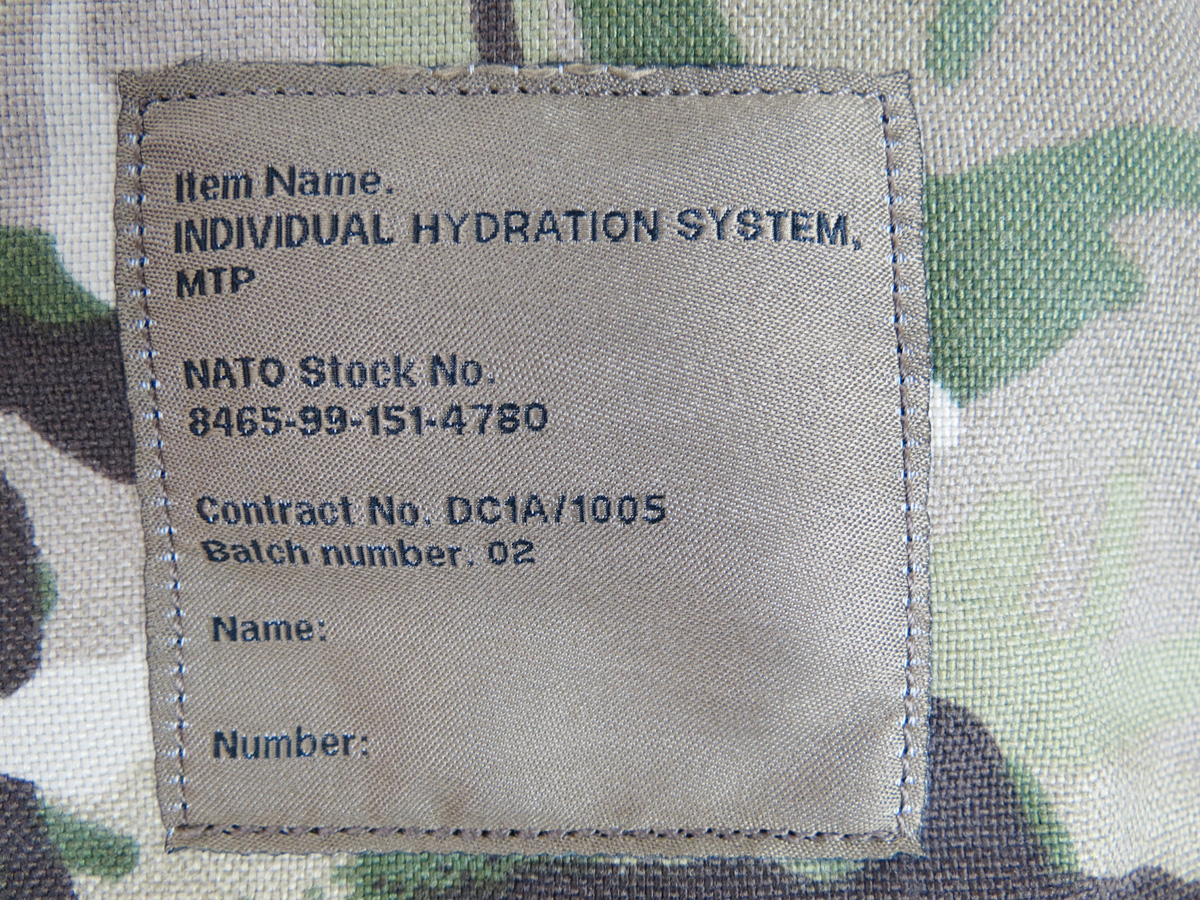 Item Name.
INDIVIDUAL HYDRATION SYSTEM,
MTP
NATO Stock No.
8465-99-151-4780
Contract No. DC1A/1005
Batch number. 02
Name:
Number: